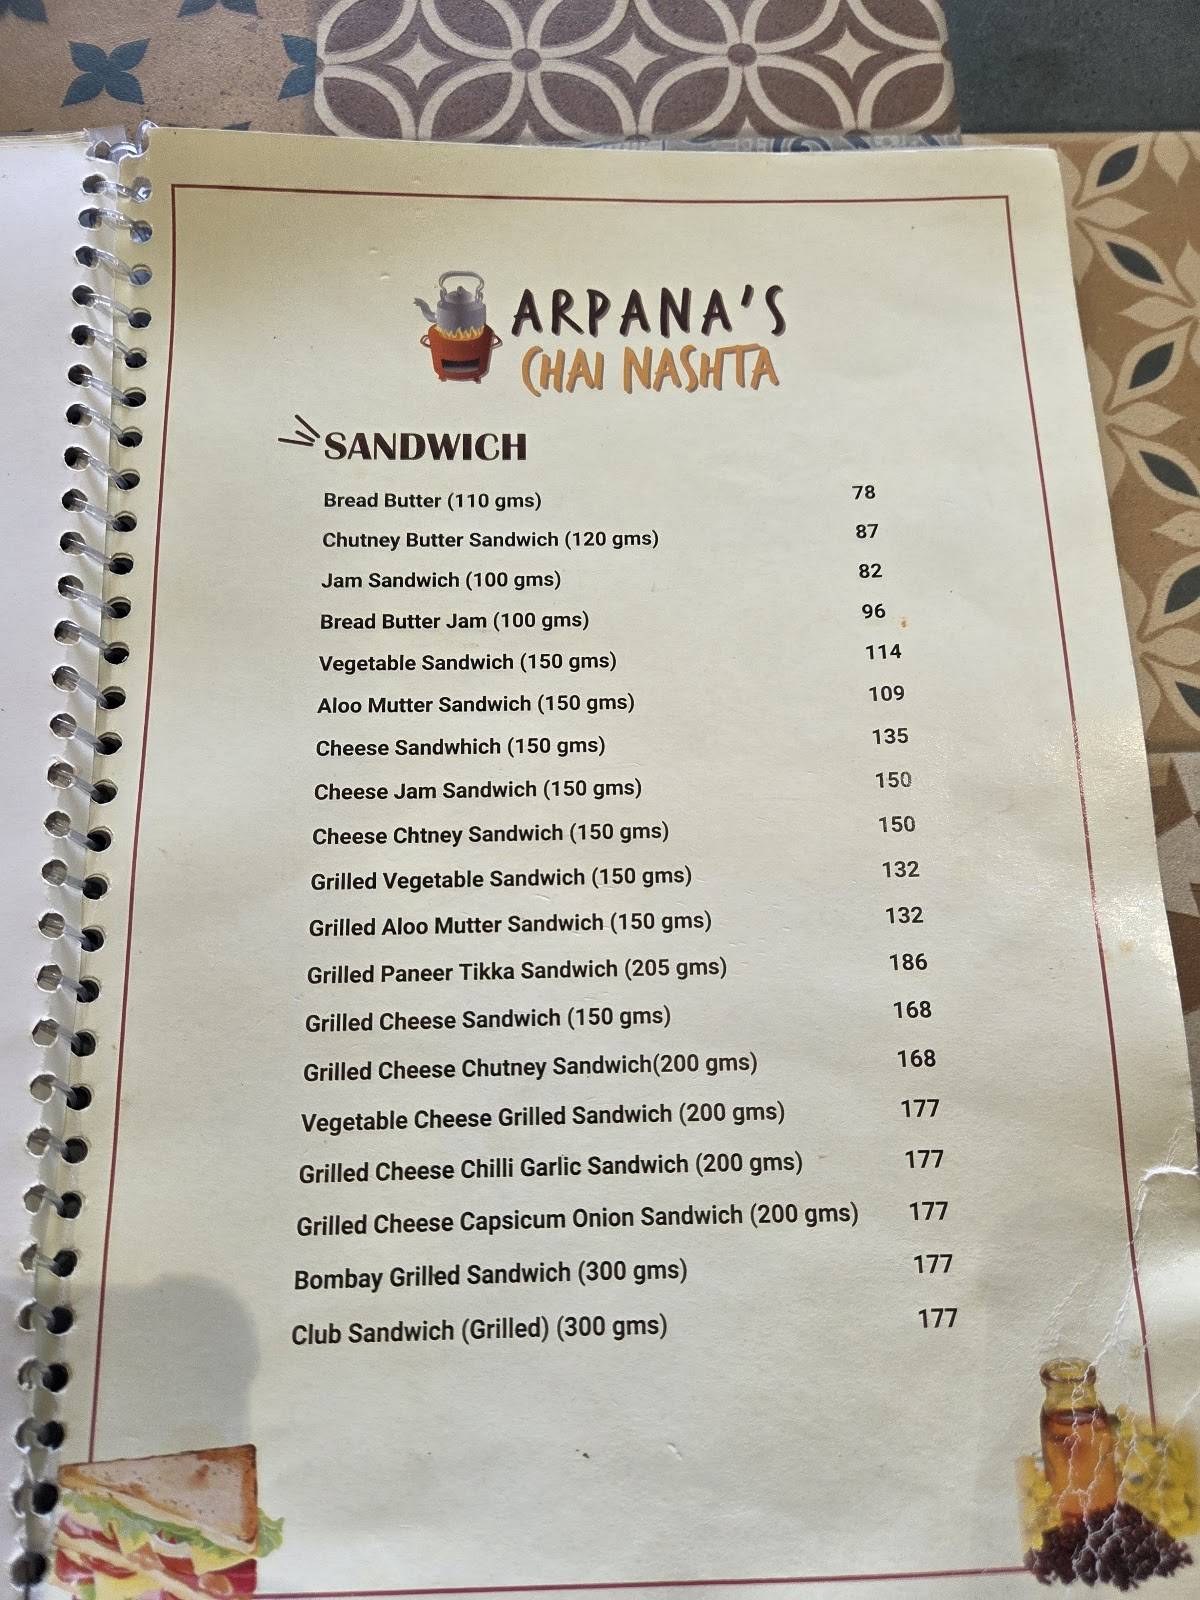 ARPANA'S
CHAI NASHTA
SANDWICH
Bread Butter (110 gms) 78
Chutney Butter Sandwich (120 gms) 87
Jam Sandwich (100 gms) 82
Bread Butter Jam (100 gms) 96
Vegetable Sandwich (150 gms) 114
Aloo Mutter Sandwich (150 gms) 109
Cheese Sandwhich (150 gms) 135
Cheese Jam Sandwich (150 gms) 150
Cheese Chtney Sandwich (150 gms) 150
Grilled Vegetable Sandwich (150 gms) 132
Grilled Aloo Mutter Sandwich (150 gms) 132
Grilled Paneer Tikka Sandwich (205 gms) 186
Grilled Cheese Sandwich (150 gms) 168
Grilled Cheese Chutney Sandwich(200 gms) 168
Vegetable Cheese Grilled Sandwich (200 gms) 177
Grilled Cheese Chilli Garlic Sandwich (200 gms) 177
Grilled Cheese Capsicum Onion Sandwich (200 gms) 177
Bombay Grilled Sandwich (300 gms) 177
Club Sandwich (Grilled) (300 gms) 177